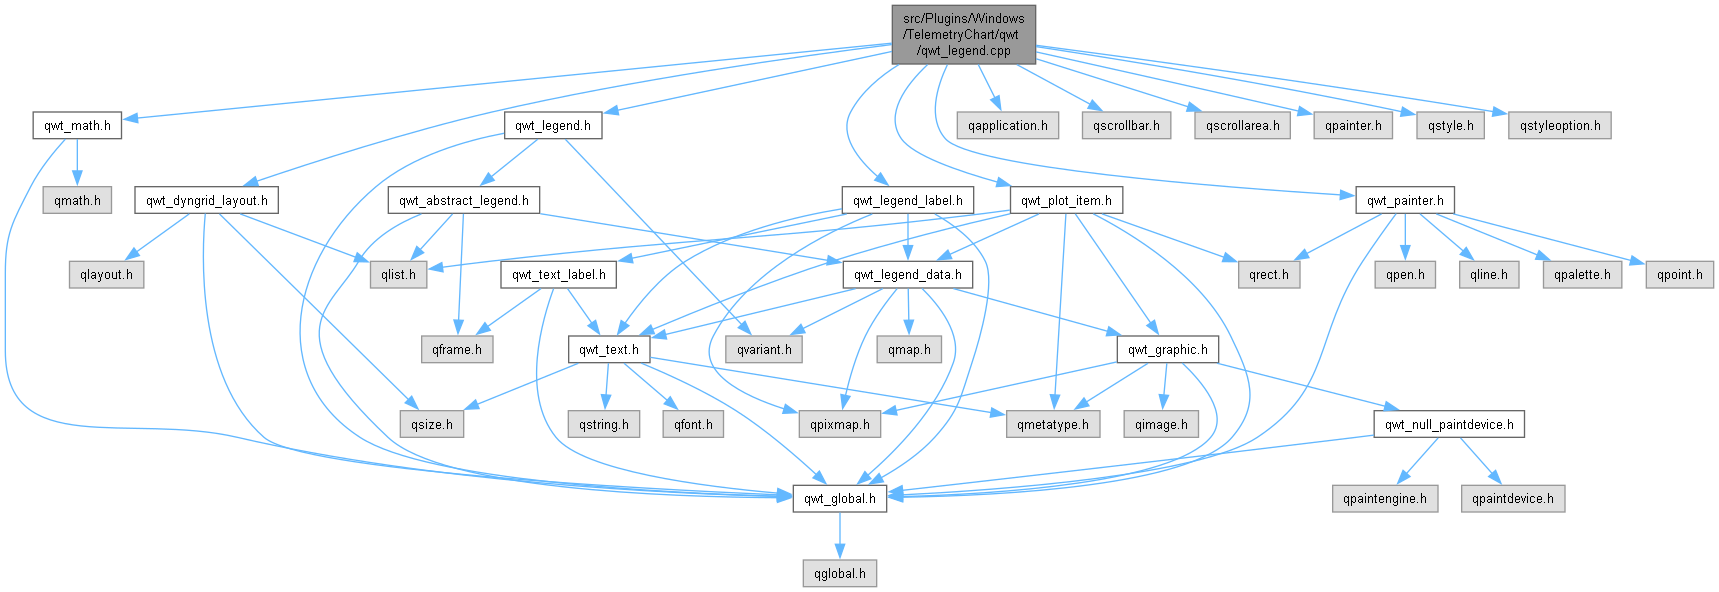 src/Plugins/Windows
/TelemetryChart/qwt
/qwt_legend.cpp
qwt_math.h
qwt_legend.h
qapplication.h
qscrollbar.h
qscrollarea.h
qpainter.h
qstyle.h
qstyleoption.h
qmath.h
qwt_dyngrid_layout.h
qwt_abstract_legend.h
qwt_legend_label.h
qwt_plot_item.h
qwt_painter.h
qlayout.h
qlist.h
qwt_text_label.h
qwt_legend_data.h
qrect.h
qpen.h
qline.h
qpalette.h
qpoint.h
qframe.h
qwt_text.h
qvariant.h
qmap.h
qwt_graphic.h
qsize.h
qstring.h
qfont.h
qpixmap.h
qmetatype.h
qimage.h
qwt_null_paintdevice.h
qwt_global.h
qpaintengine.h
qpaintdevice.h
qglobal.h